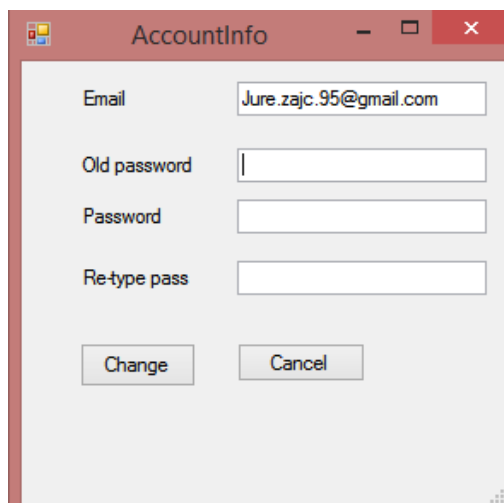 AccountInfo
Email Jure.zajc.95@gmail.com
Old password
Password
Re-type pass
Change Cancel